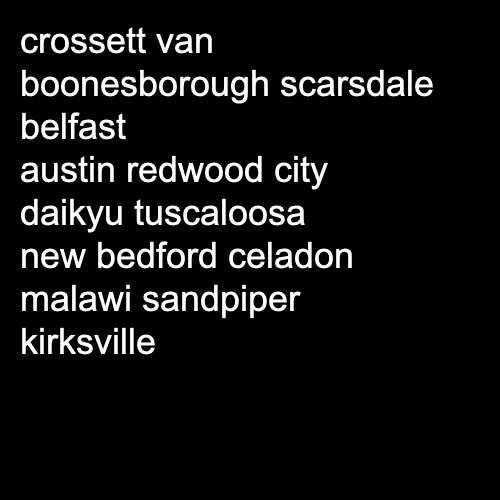 crossett van
boonesborough scarsdale
belfast
austin redwood city
daikyu tuscaloosa
new bedford celadon
malawi sandpiper
kirksville